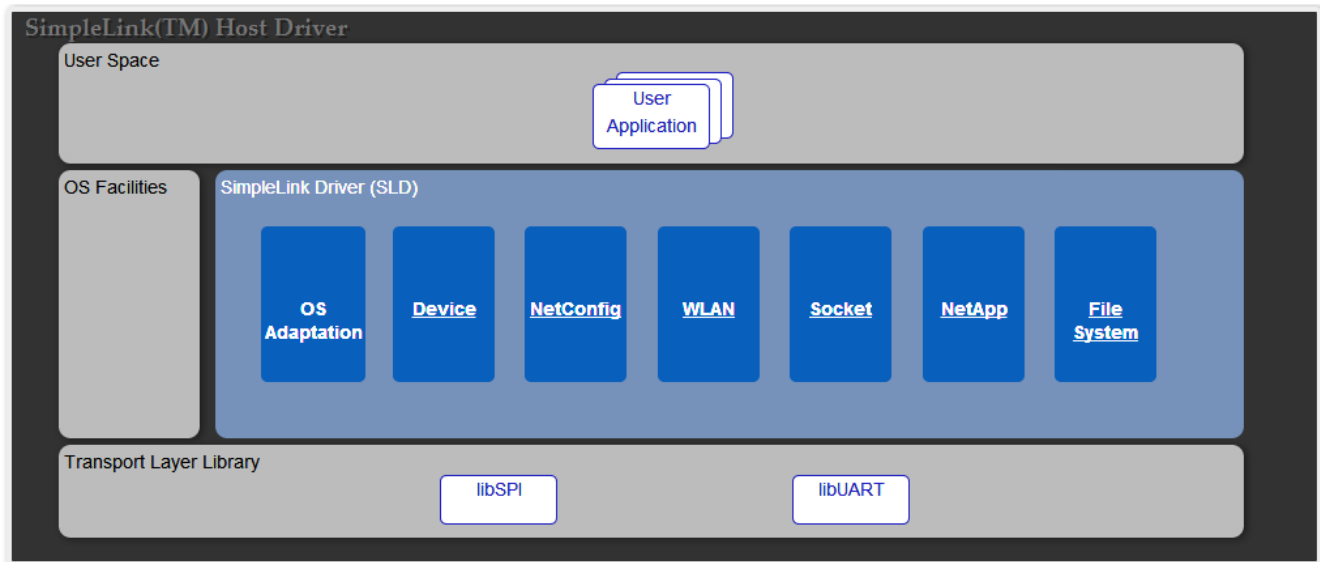 SimpleLink(TM) Host Driver
User Space
User
Application
OS Facilities
SimpleLink Driver (SLD)
OS
Adaptation
Device
NetConfig
WLAN
Socket
NetApp
File
System
Transport Layer Library
libSPI
libUART